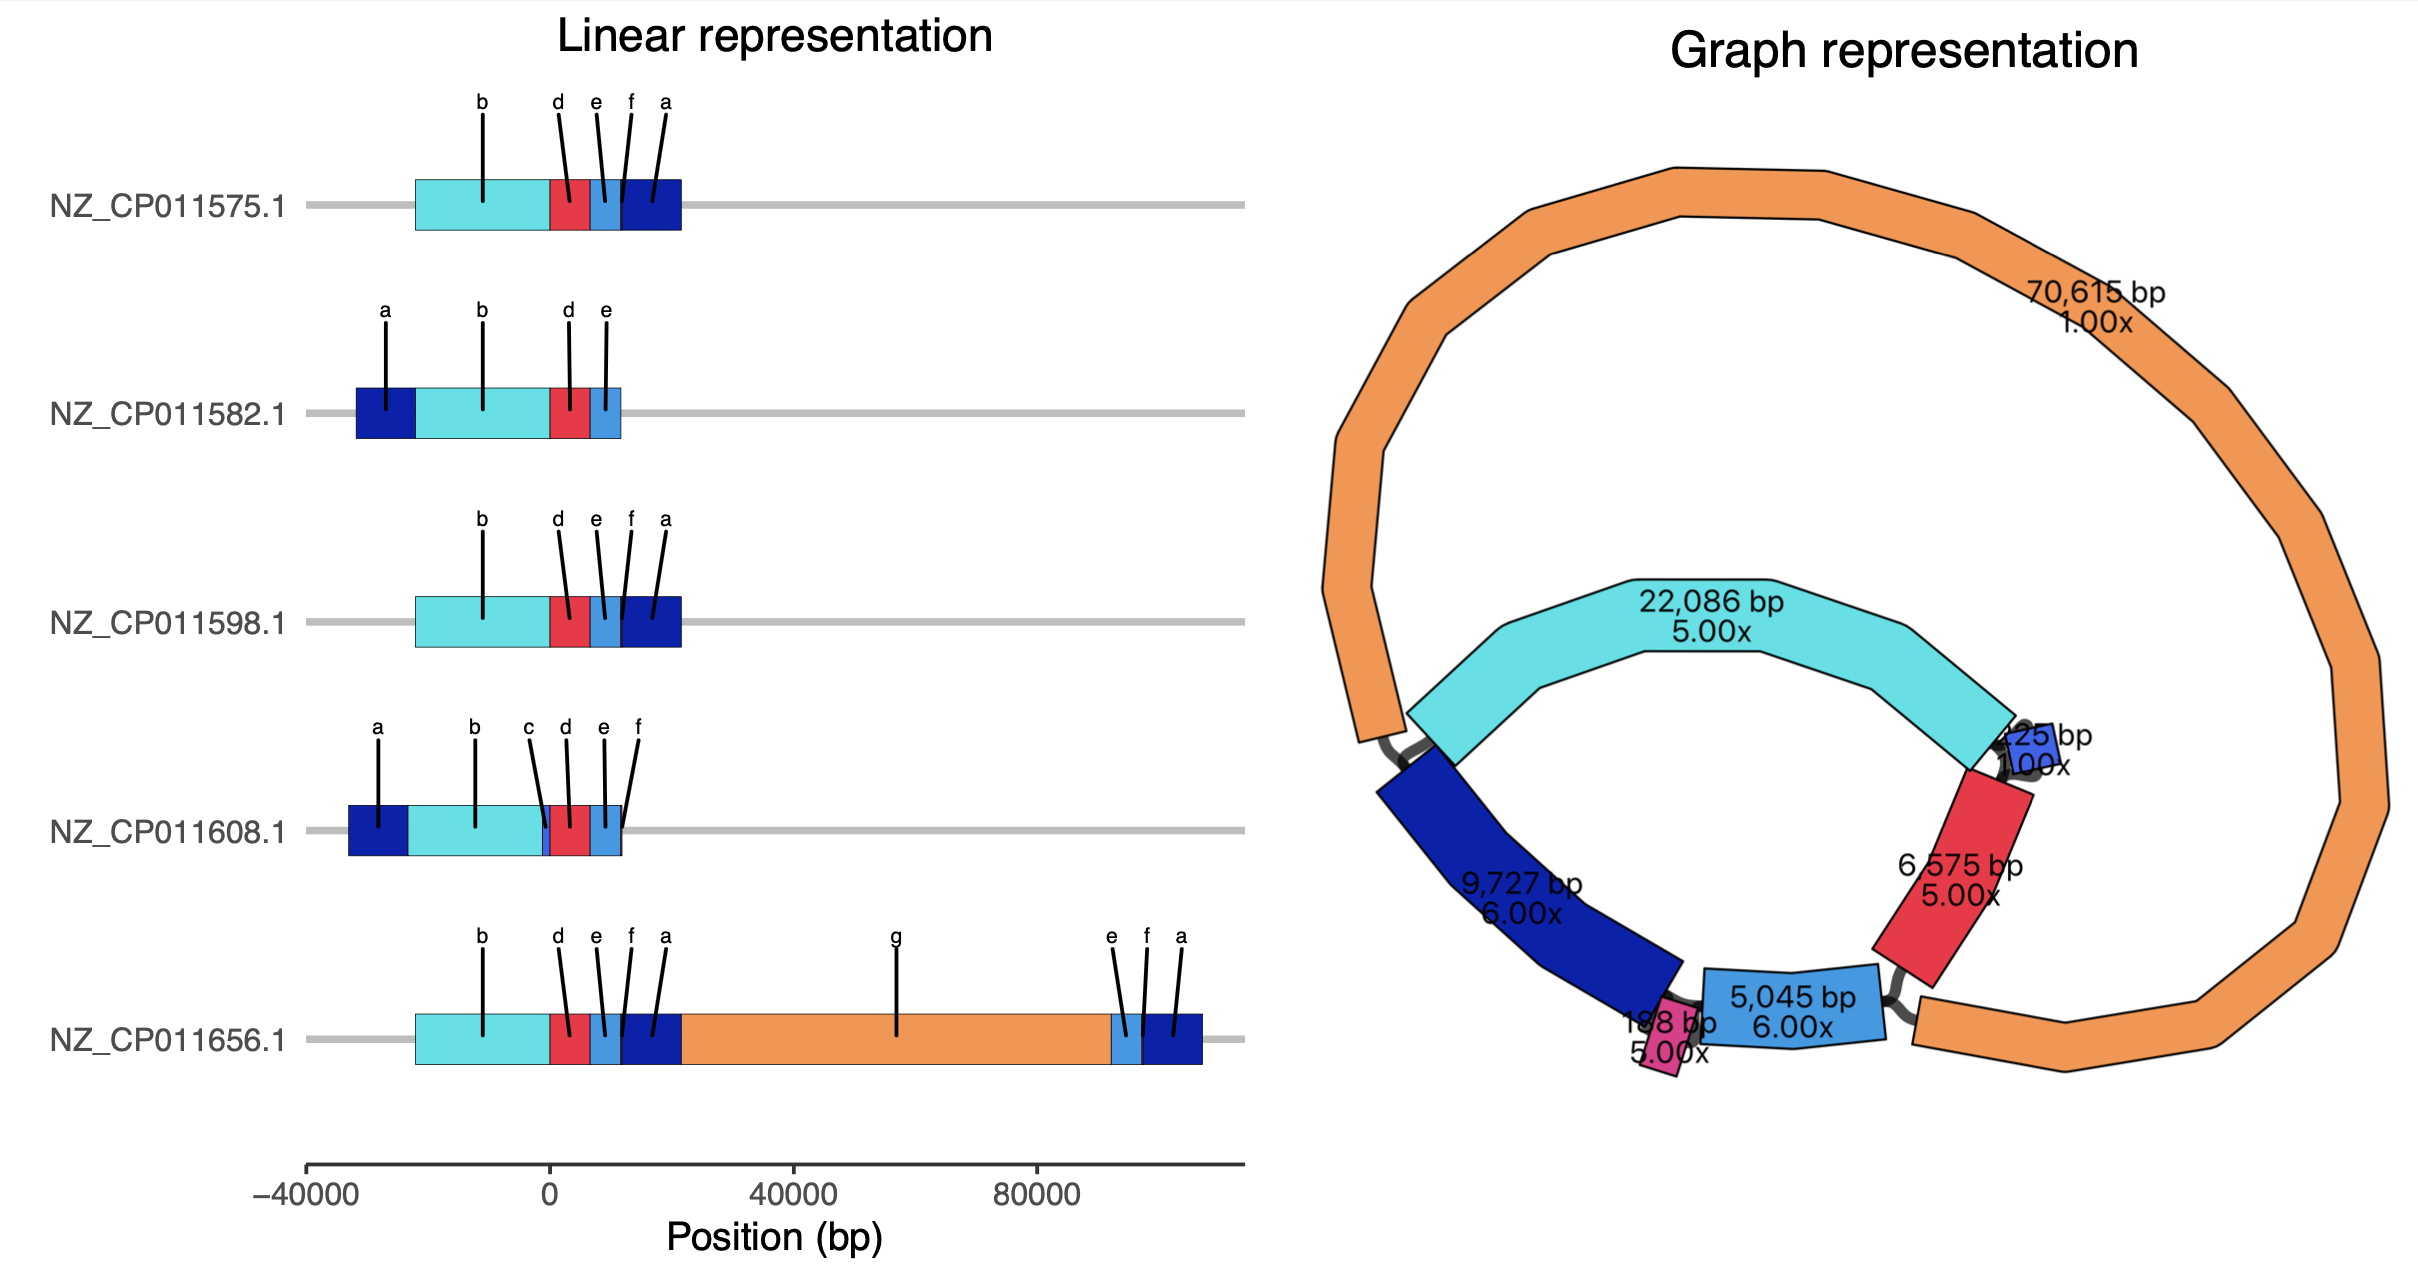 Linear representation
b d e f a
NZ_CP011575.1
a b d e
NZ_CP011582.1
b d e f a
NZ_CP011598.1
a b c d e f
NZ_CP011608.1
b d e f a g e f a
NZ_CP011656.1
−40000 0 40000 80000
Position (bp)
Graph representation
70,615 bp
1.00x
22,086 bp
5.00x
bp
1.00x
6,575 bp
5.00x
9,727 bp
6.00x
5,045 bp
6.00x
188 bp
5.00x